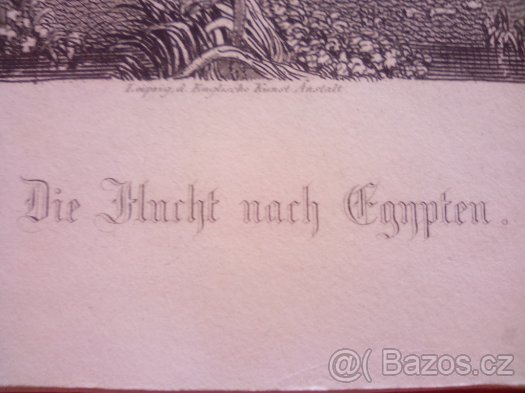 Leipzig, d. Englische Kunst Anstalt
Die Flucht nach Egypten.
@( Bazos.cz